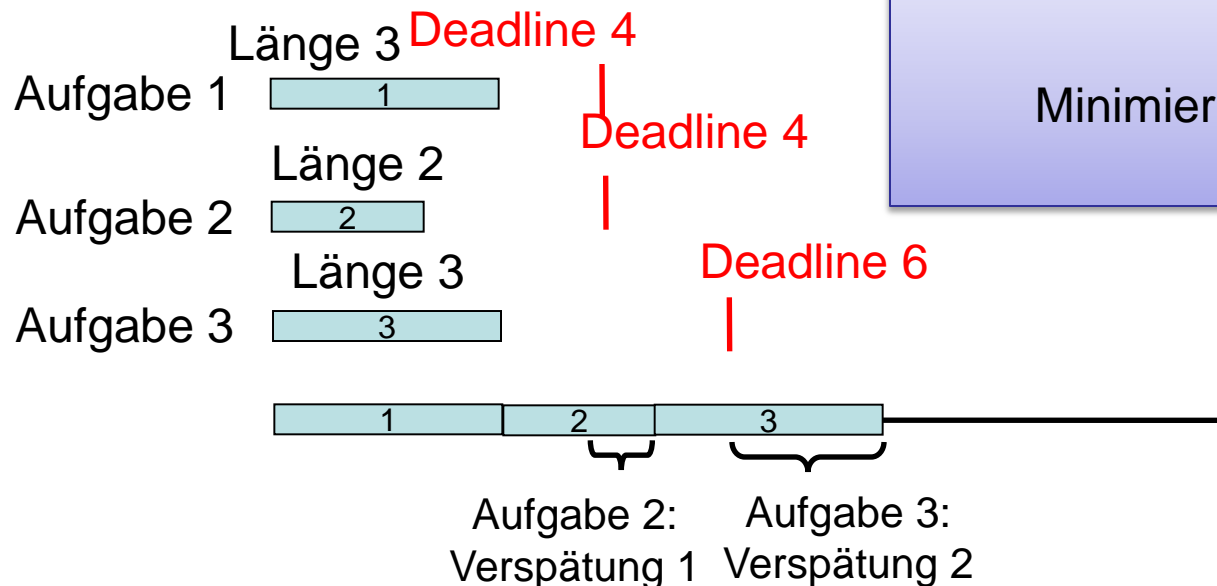 Länge 3 Deadline 4
Aufgabe 1 1
Minimier
Deadline 4
Länge 2
Aufgabe 2 2
Deadline 6
Länge 3
Aufgabe 3 3
1 2 3
Aufgabe 2: Aufgabe 3:
Verspätung 1 Verspätung 2